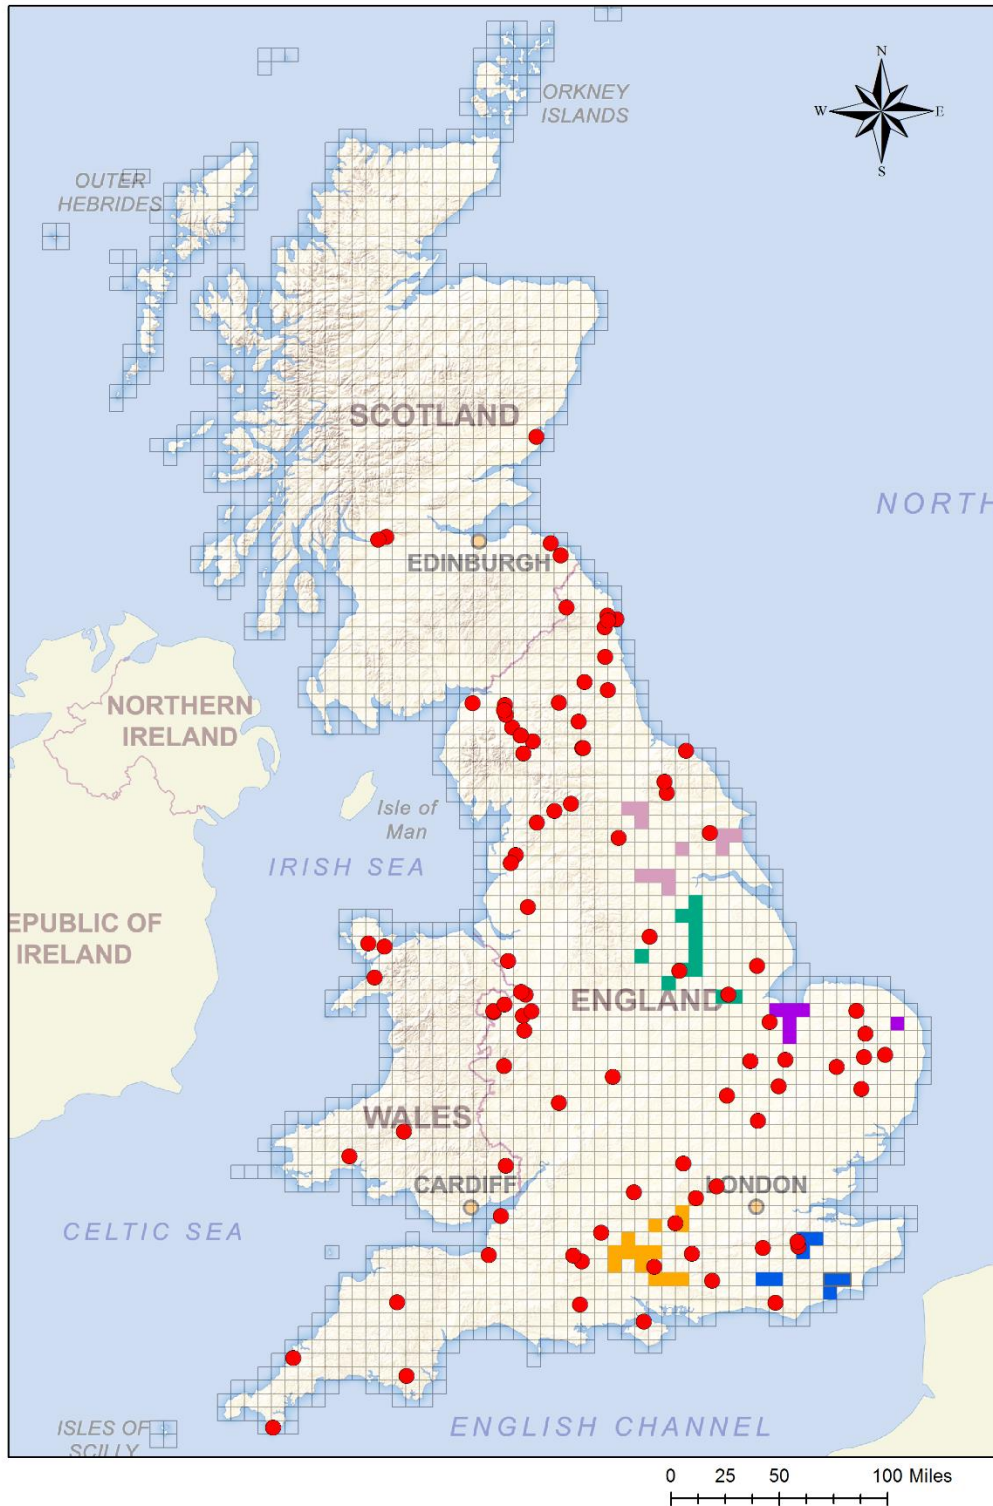 N
W E
S
ORKNEY
ISLANDS
OUTER
HEBRIDES
SCOTLAND
NORTH
EDINBURGH
NORTHERN
IRELAND
Isle of
Man
IRISH SEA
EPUBLIC OF
IRELAND
ENGLAND
WALES
CARDIFF
LONDON
CELTIC SEA
ISLES OF
SCILLY
ENGLISH CHANNEL
0 25 50 100 Miles